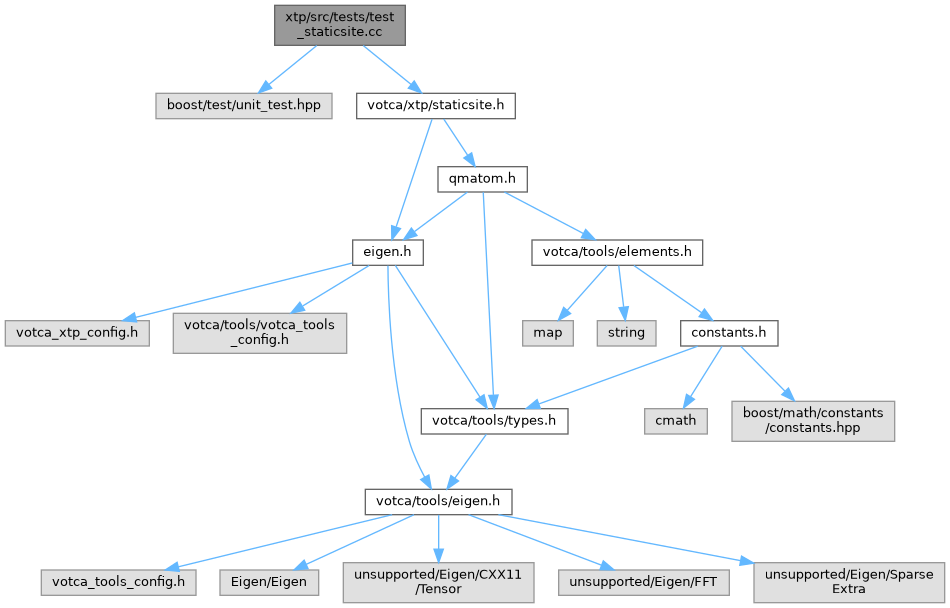 xtp/src/tests/test
_staticsite.cc
boost/test/unit_test.hpp
votca/xtp/staticsite.h
qmatom.h
eigen.h
votca/tools/elements.h
votca_xtp_config.h
votca/tools/votca_tools
_config.h
map
string
constants.h
votca/tools/types.h
cmath
boost/math/constants
/constants.hpp
votca/tools/eigen.h
votca_tools_config.h
Eigen/Eigen
unsupported/Eigen/CXX11
/Tensor
unsupported/Eigen/FFT
unsupported/Eigen/Sparse
Extra